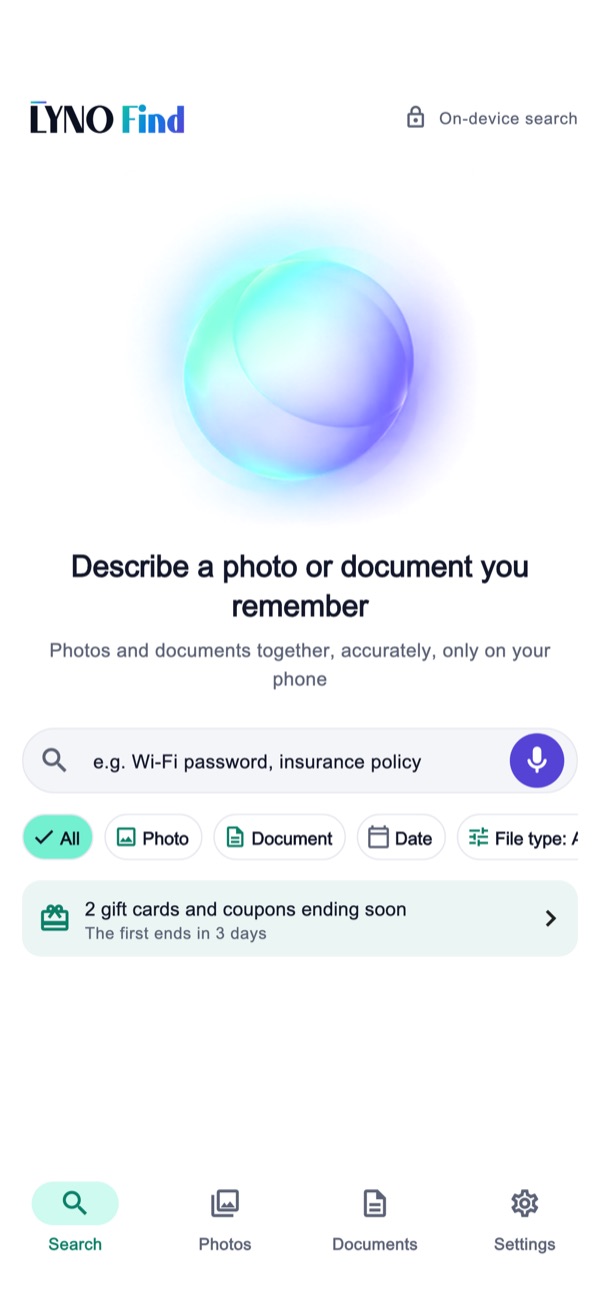 LYNO Find
On-device search
Describe a photo or document you
remember
Photos and documents together, accurately, only on your
phone
e.g. Wi-Fi password, insurance policy
All
Photo
Document
Date
File type:
2 gift cards and coupons ending soon
The first ends in 3 days
Search
Photos
Documents
Settings